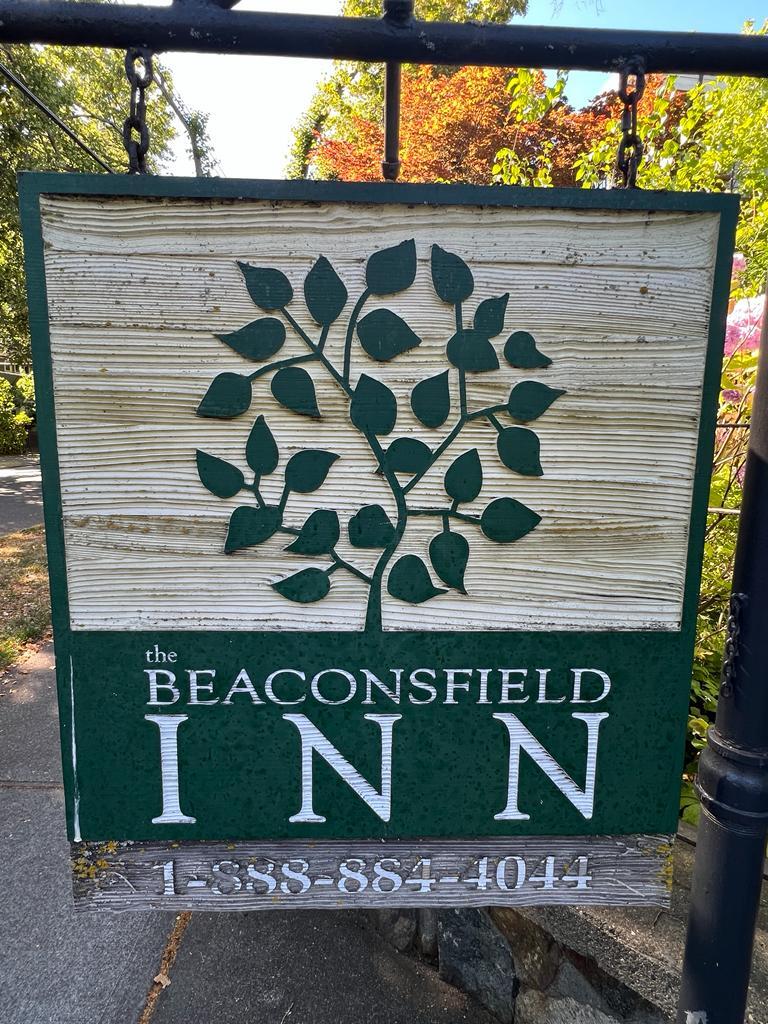 the
BEACONSFIELD
INN
1-888-884-4044